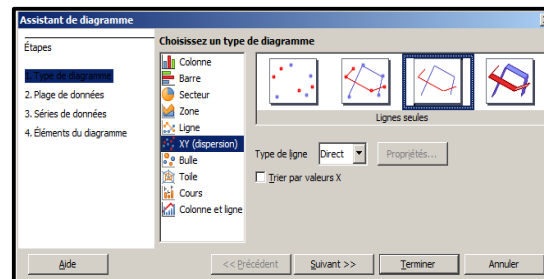 Assistant de diagramme
Étapes
1. Type de diagramme
2. Plage de données
3. Séries de données
4. Éléments du diagramme
Choisissez un type de diagramme
Colonne
Barre
Secteur
Zone
Ligne
XY (dispersion)
Bulle
Toile
Cours
Colonne et ligne
Lignes seules
Type de ligne Direct Propriétés...
Trier par valeurs X
Aide << Précédent Suivant >> Terminer Annuler